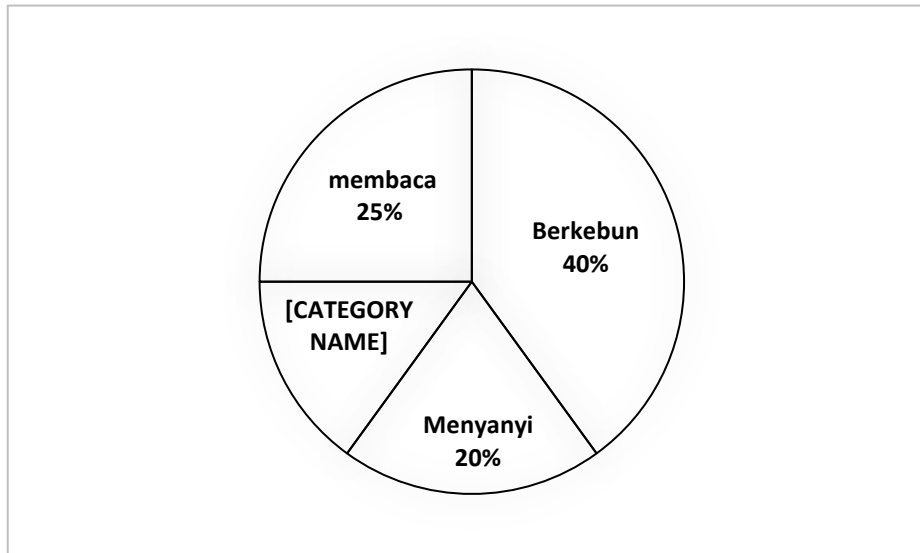 membaca
25%
Berkebun
40%
[CATEGORY
NAME]
Menyanyi
20%